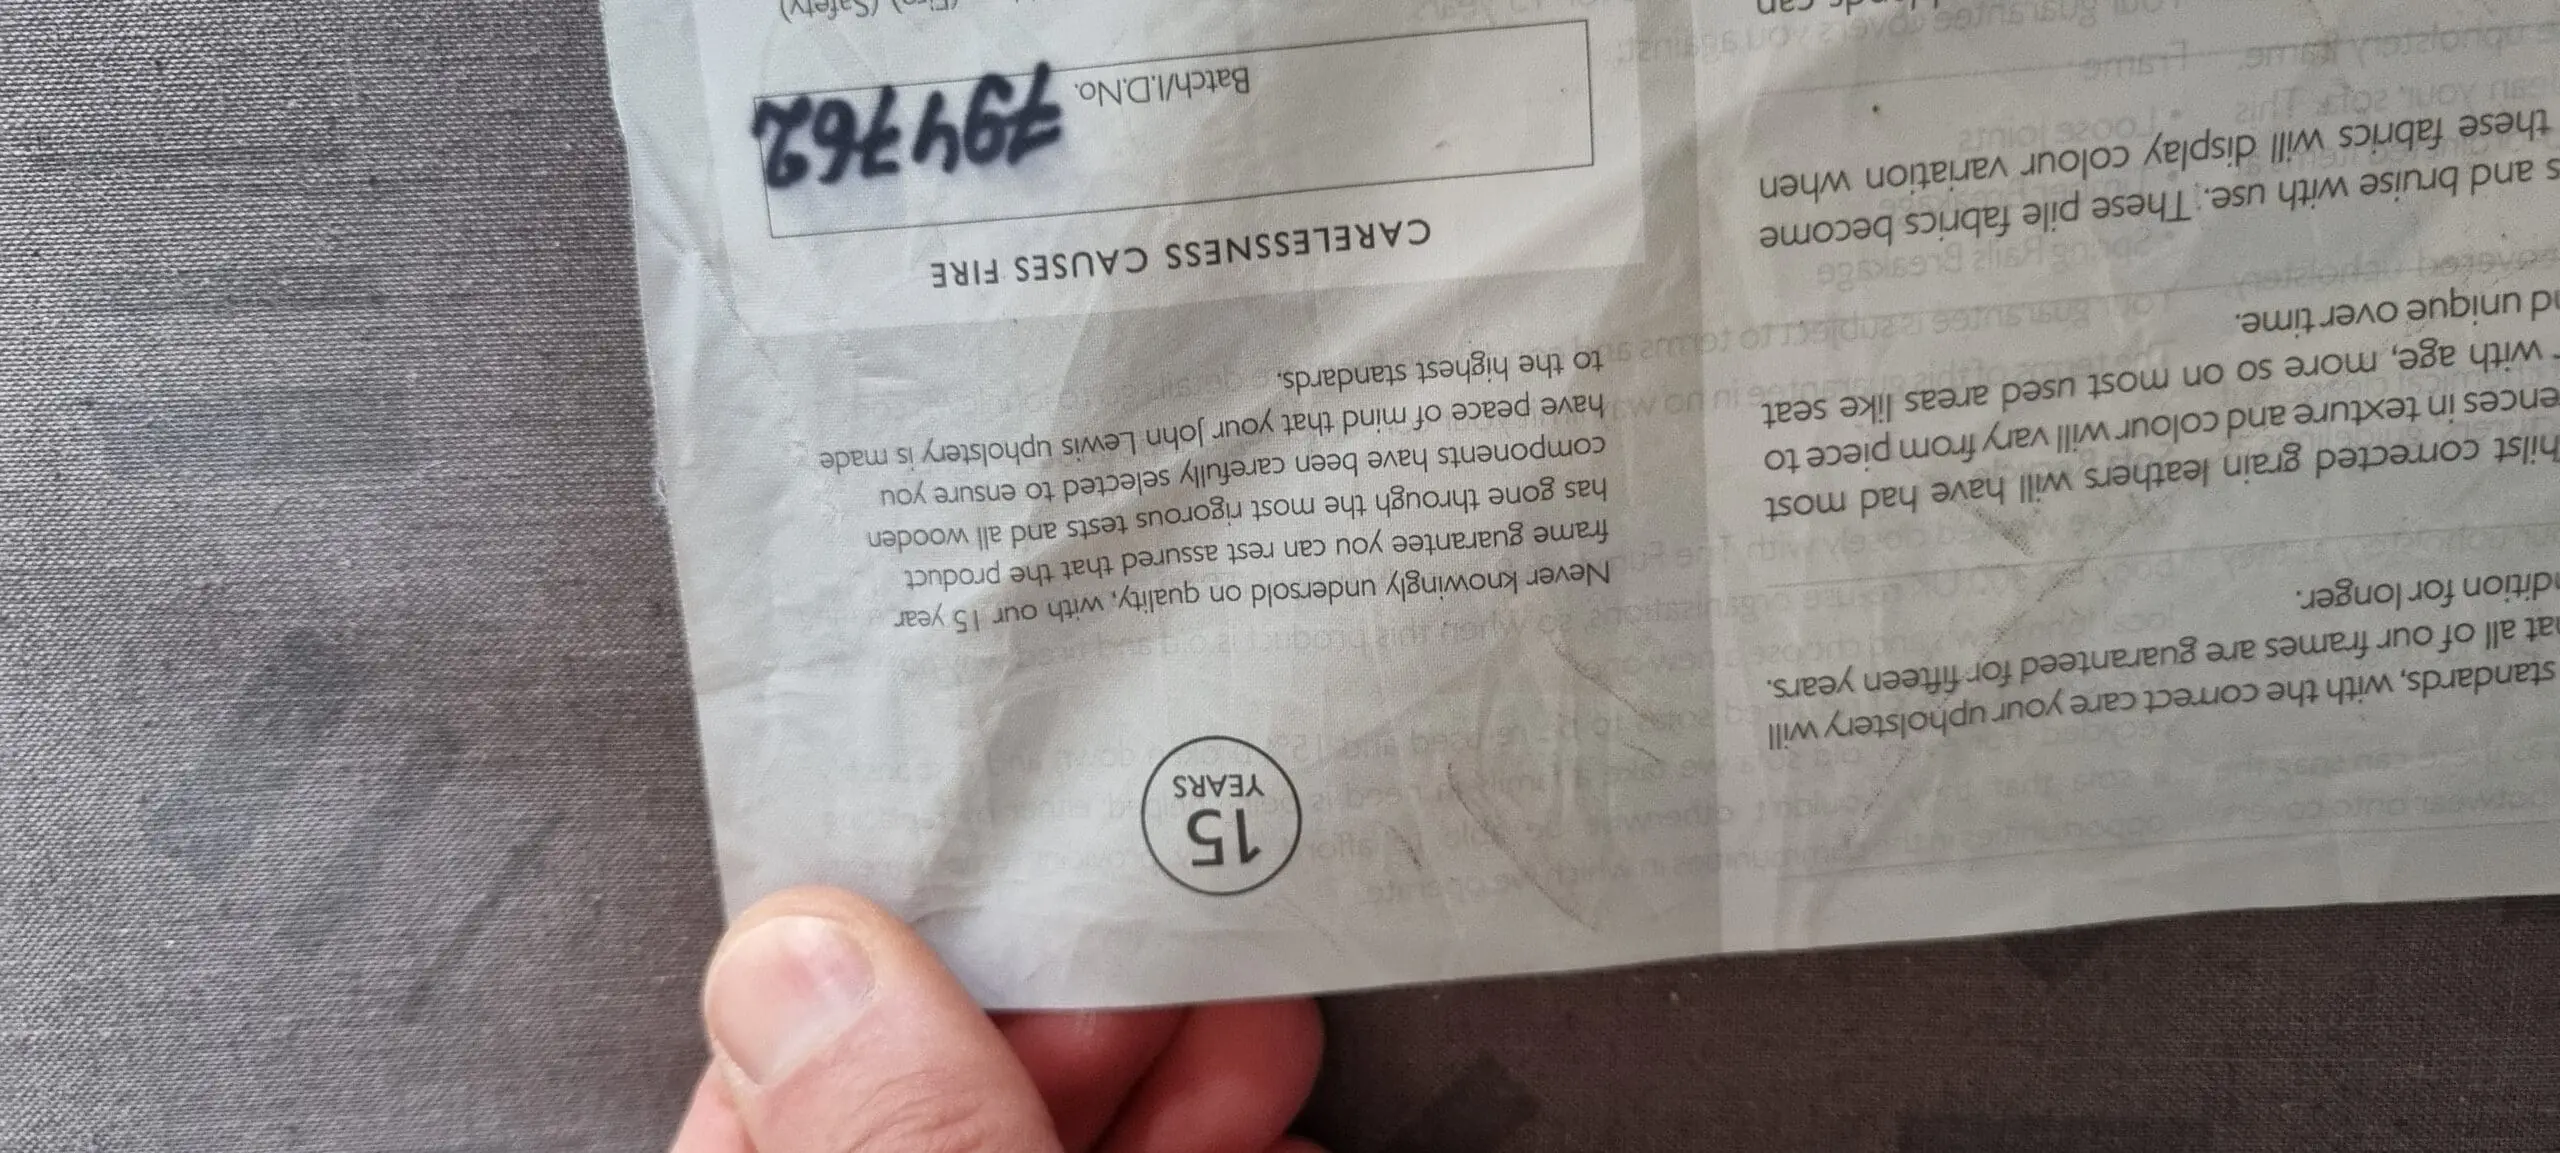 standards, with the correct care your upholstery will
all of our frames are guaranteed for fifteen years.
for longer.
corrected grain leathers will have had most
in texture and colour will vary from piece to
with age, more so on most used areas like seat
unique over time.
and bruise with use. These pile fabrics become
these fabrics will display colour variation when
can
15
YEARS
Never knowingly undersold on quality, with our 15 year
frame guarantee you can rest assured that the product
has gone through the most rigorous tests and all wooden
components have been carefully selected to ensure you
have peace of mind that your John Lewis upholstery is made
to the highest standards.
CARELESSNESS CAUSES FIRE
Batch/I.D.No. 794762
(Safety)